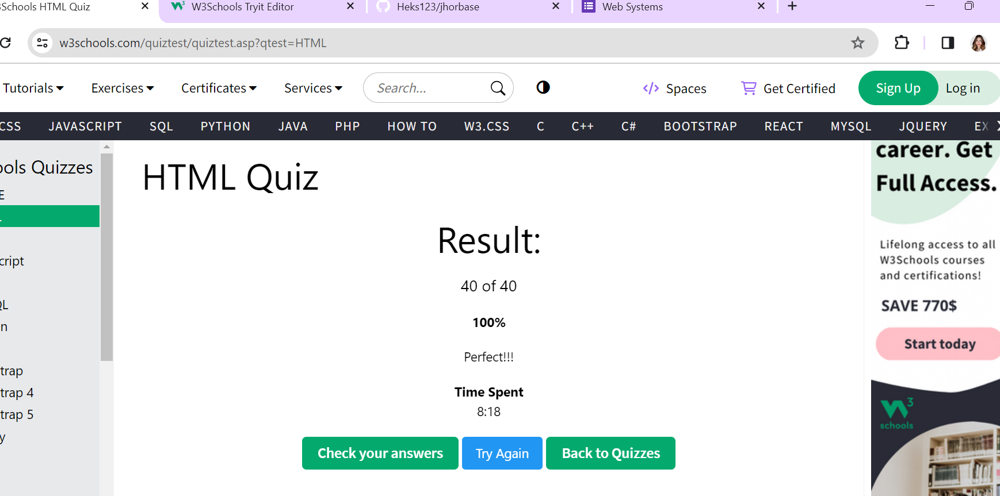 Schools HTML Quiz
W3Schools Tryit Editor
Heks123/jhorbase
Web Systems
w3schools.com/quiztest/quiztest.asp?qtest=HTML
Tutorials
Exercises
Certificates
Services
Search...
Spaces
Get Certified
Sign Up
Log in
CSS
JAVASCRIPT
SQL
PYTHON
JAVA
PHP
HOW TO
W3.CSS
C
C++
C#
BOOTSTRAP
REACT
MYSQL
JQUERY
EX
ools Quizzes
E
cript
QL
n
trap
trap 4
trap 5
y
HTML Quiz
Result:
40 of 40
100%
Perfect!!!
Time Spent
8:18
Check your answers
Try Again
Back to Quizzes
career. Get
Full Access.
Lifelong access to all
W3Schools courses
and certifications!
SAVE 770$
Start today
W3
schools